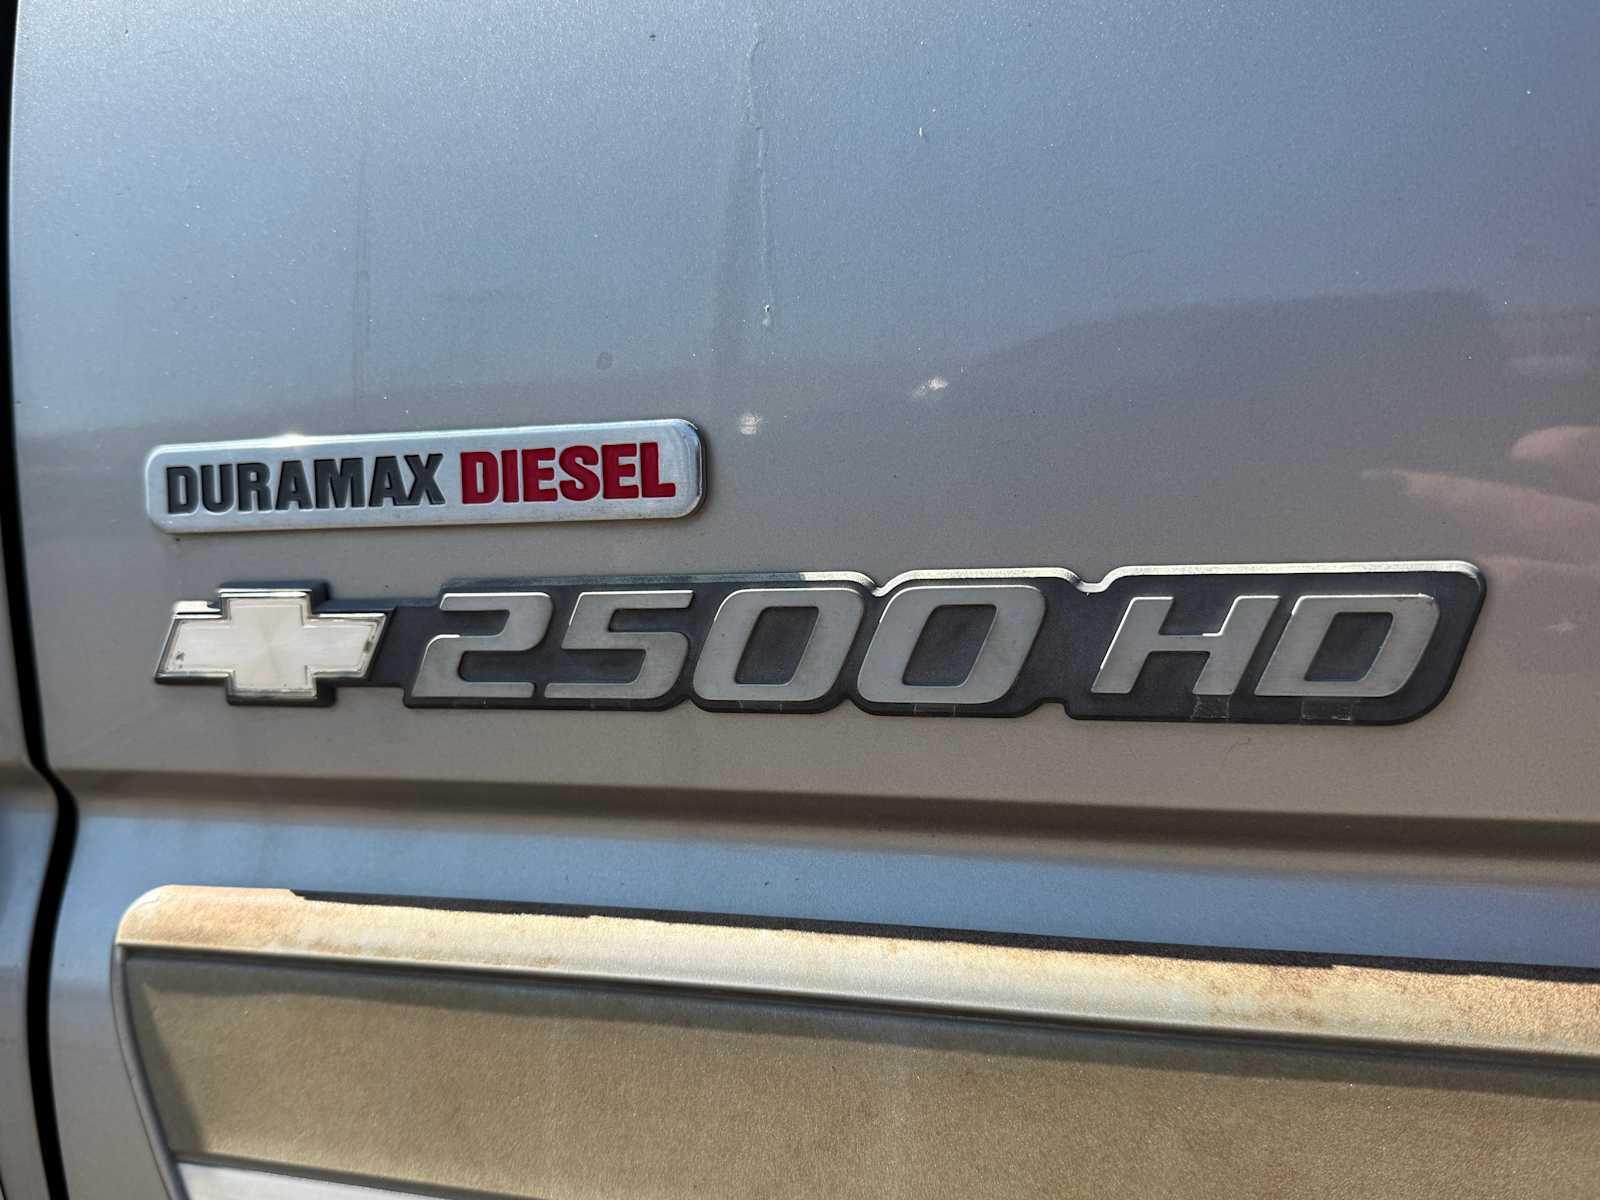 DURAMAX DIESEL
2500 HD